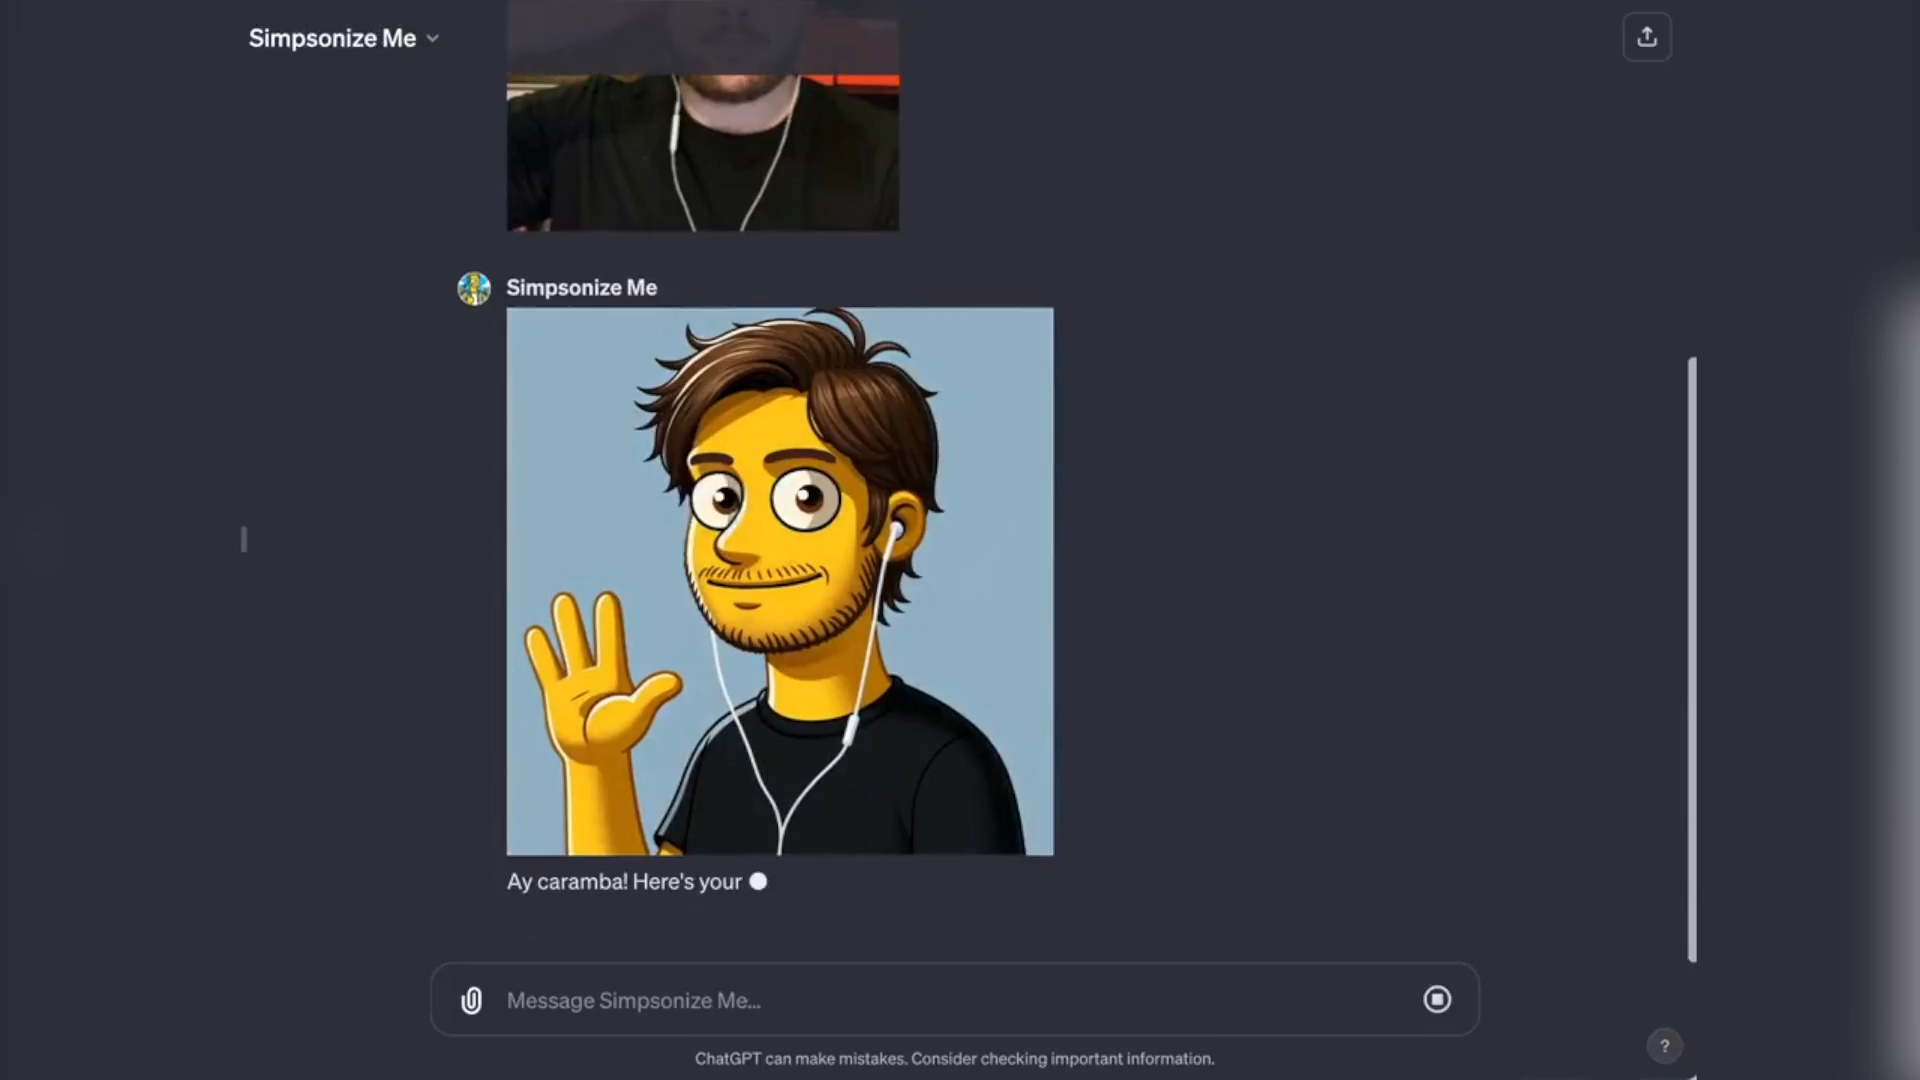 Simpsonize Me
Simpsonize Me
Ay caramba! Here's your
Message Simpsonize Me...
ChatGPT can make mistakes. Consider checking important information.
?